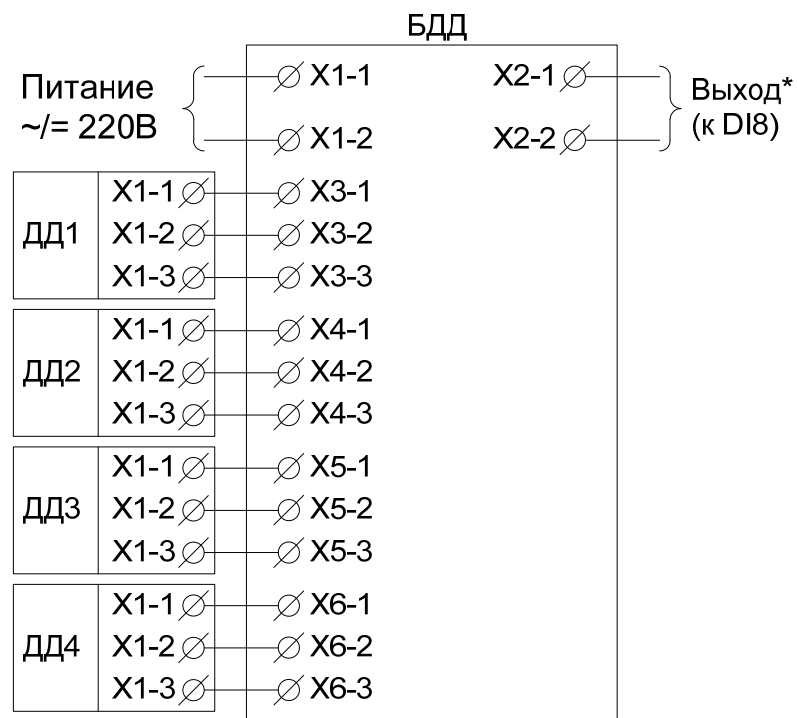 БДД
Питание
~/= 220В
X1-1
X2-1
X1-2
X2-2
Выход*
(к DI8)
ДД1
X1-1
X3-1
X1-2
X3-2
X1-3
X3-3
ДД2
X1-1
X4-1
X1-2
X4-2
X1-3
X4-3
ДД3
X1-1
X5-1
X1-2
X5-2
X1-3
X5-3
ДД4
X1-1
X6-1
X1-2
X6-2
X1-3
X6-3